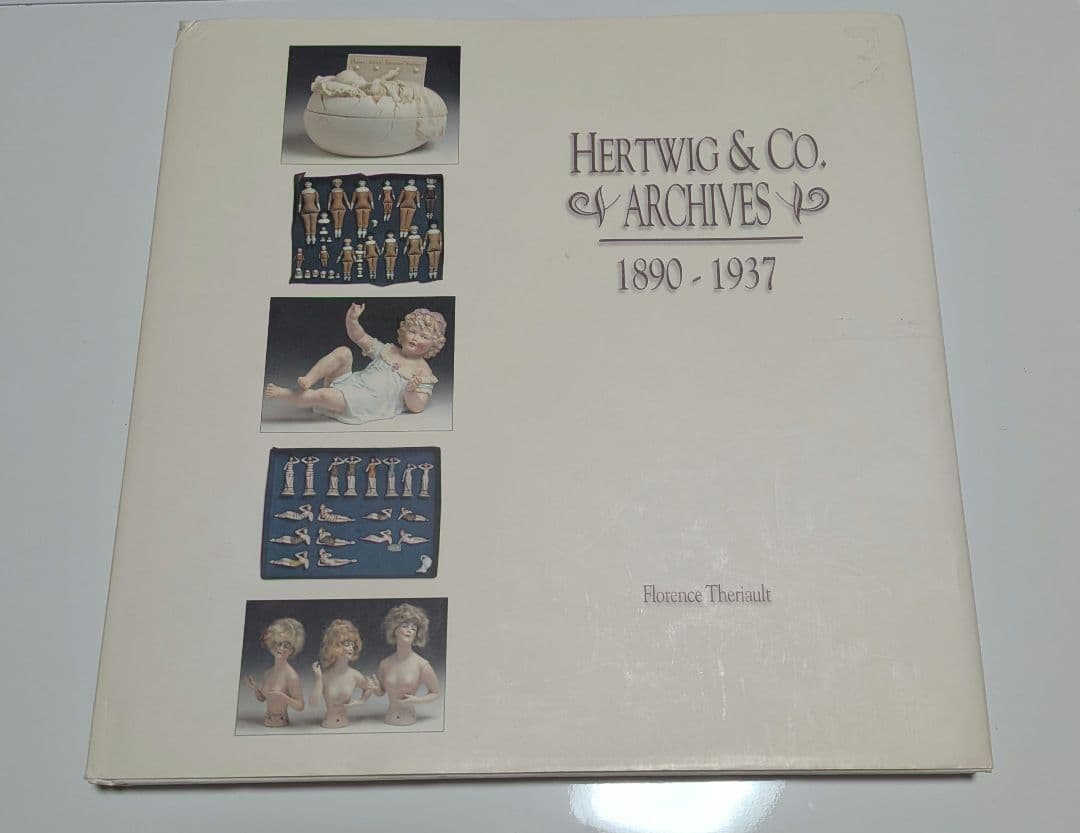 HERTWIG & CO.
ARCHIVES
1890 - 1937
Florence Theriault